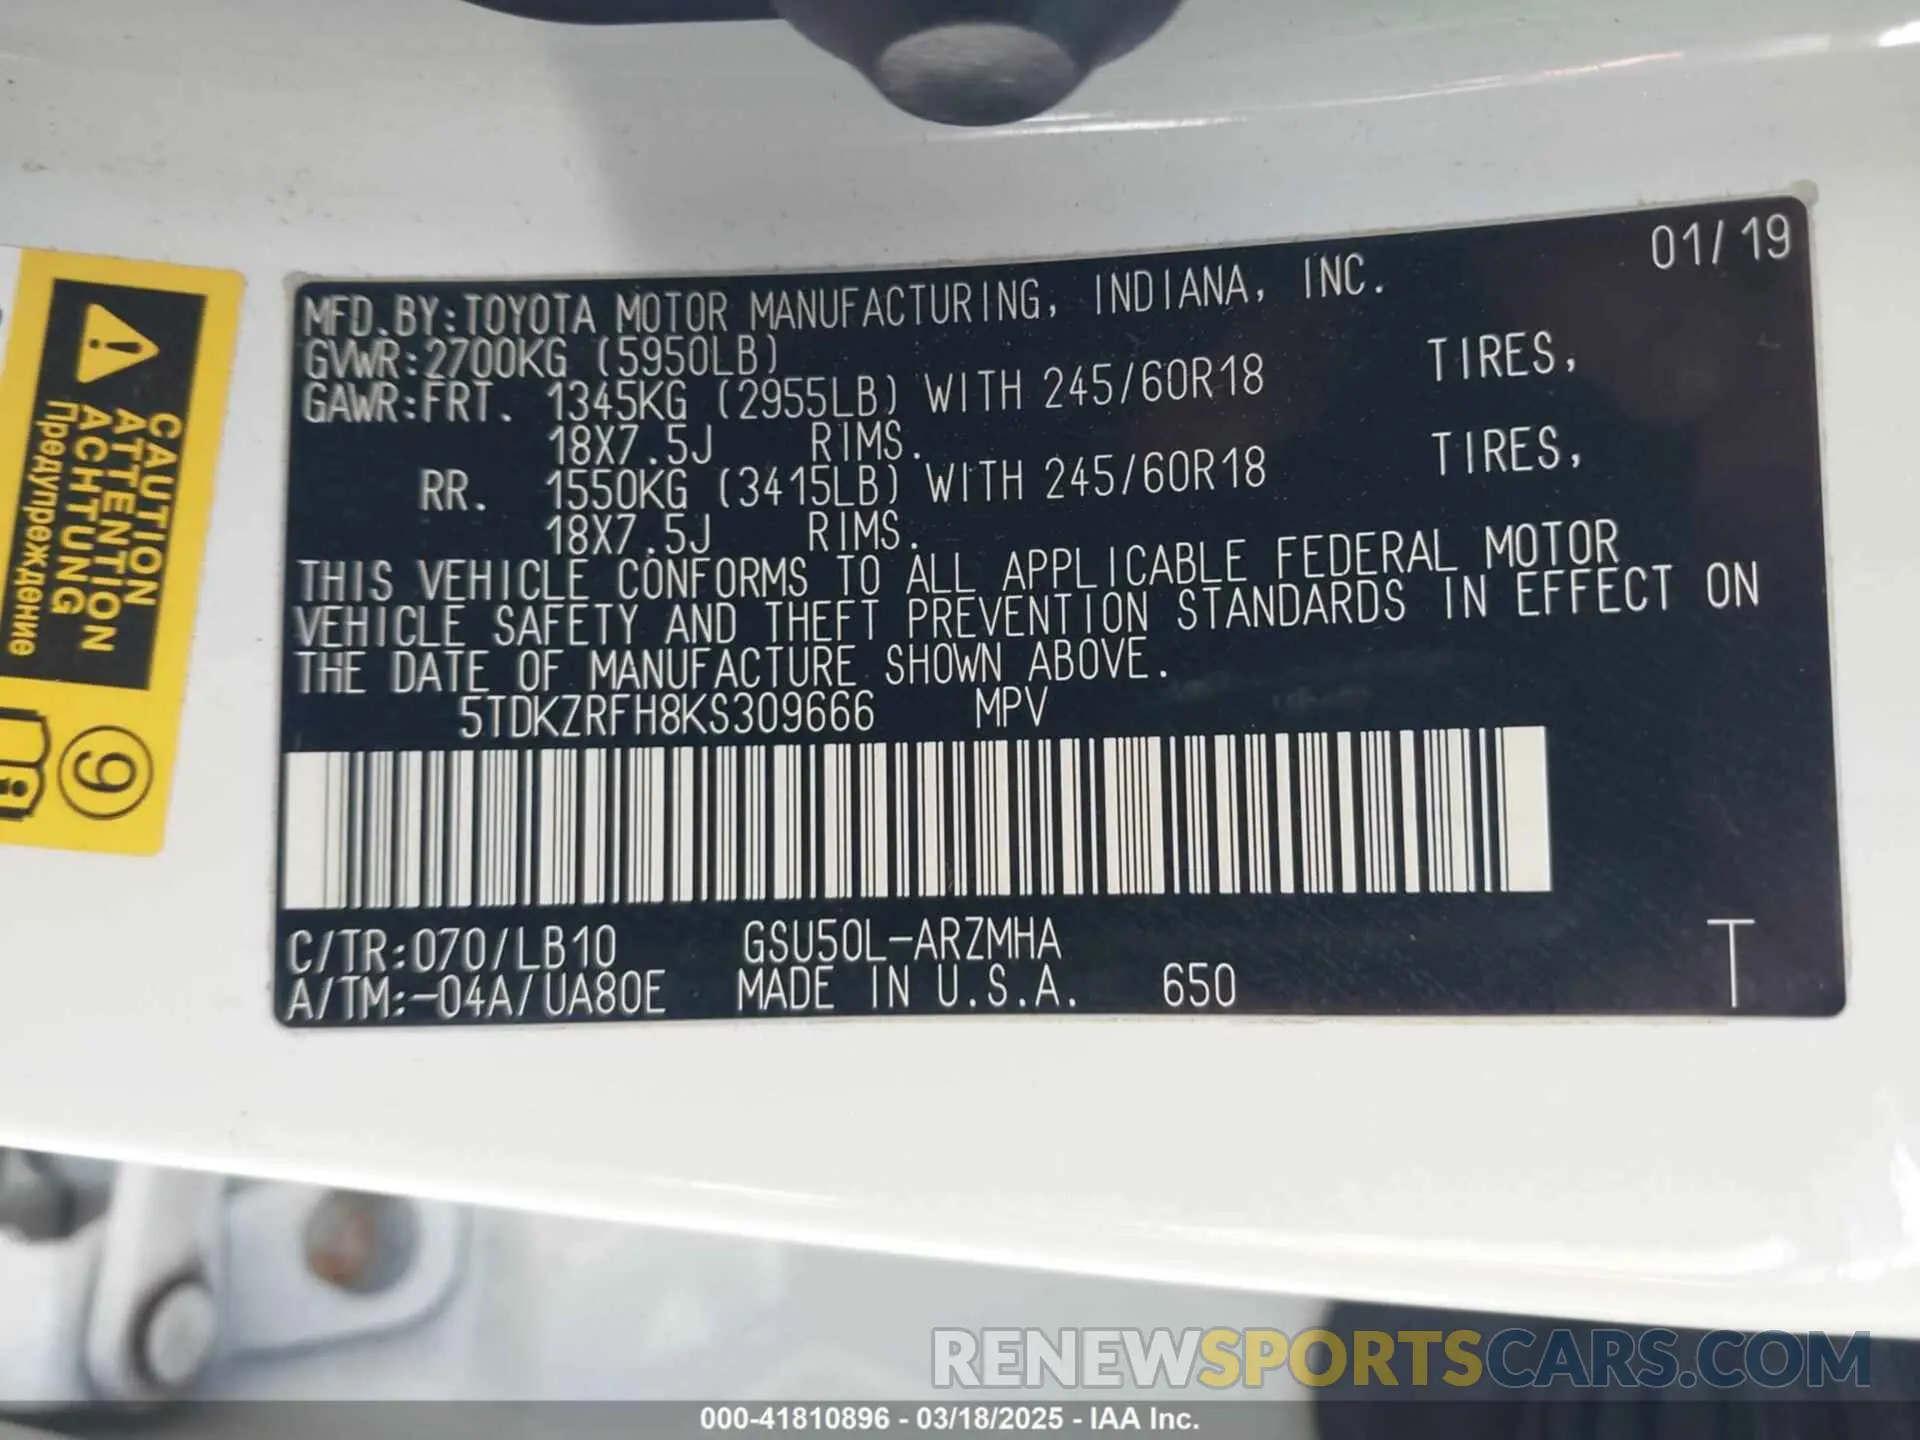 01/19
MFD.BY:TOYOTA MOTOR MANUFACTURING, INDIANA, INC.
GVWR:2700KG (5950LB)
GAWR:FRT. 1345KG (2955LB) WITH 245/60R18 TIRES,
18X7.5J RIMS.
RR. 1550KG (3415LB) WITH 245/60R18 TIRES,
18X7.5J RIMS.
THIS VEHICLE CONFORMS TO ALL APPLICABLE FEDERAL MOTOR
VEHICLE SAFETY AND THEFT PREVENTION STANDARDS IN EFFECT ON
THE DATE OF MANUFACTURE SHOWN ABOVE.
5TDKZRFH8KS309666 MPV
C/TR:070/LB10 GSU50L-ARZMHA
A/TM:-04A/UA80E MADE IN U.S.A. 650
T
CAUTION
ATTENTION
ACHTUNG
Предупреждение
9
RENEWSPORTSCARS.COM
000-41810896 - 03/18/2025 - IAA Inc.